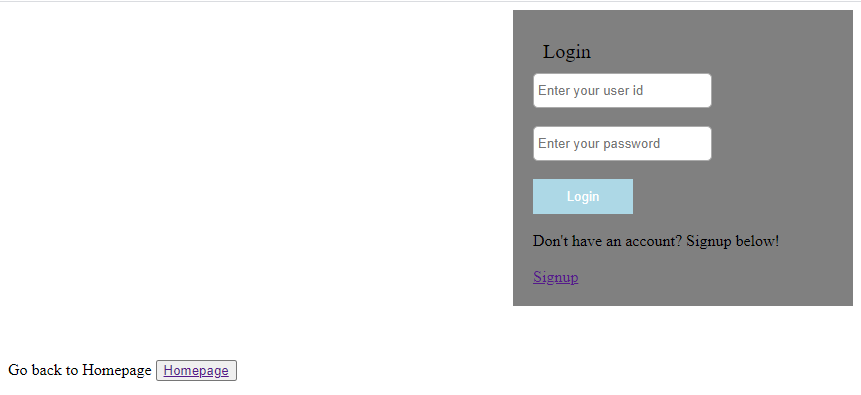 Login
Enter your user id
Enter your password
Login
Don't have an account? Signup below!
Signup
Go back to Homepage Homepage